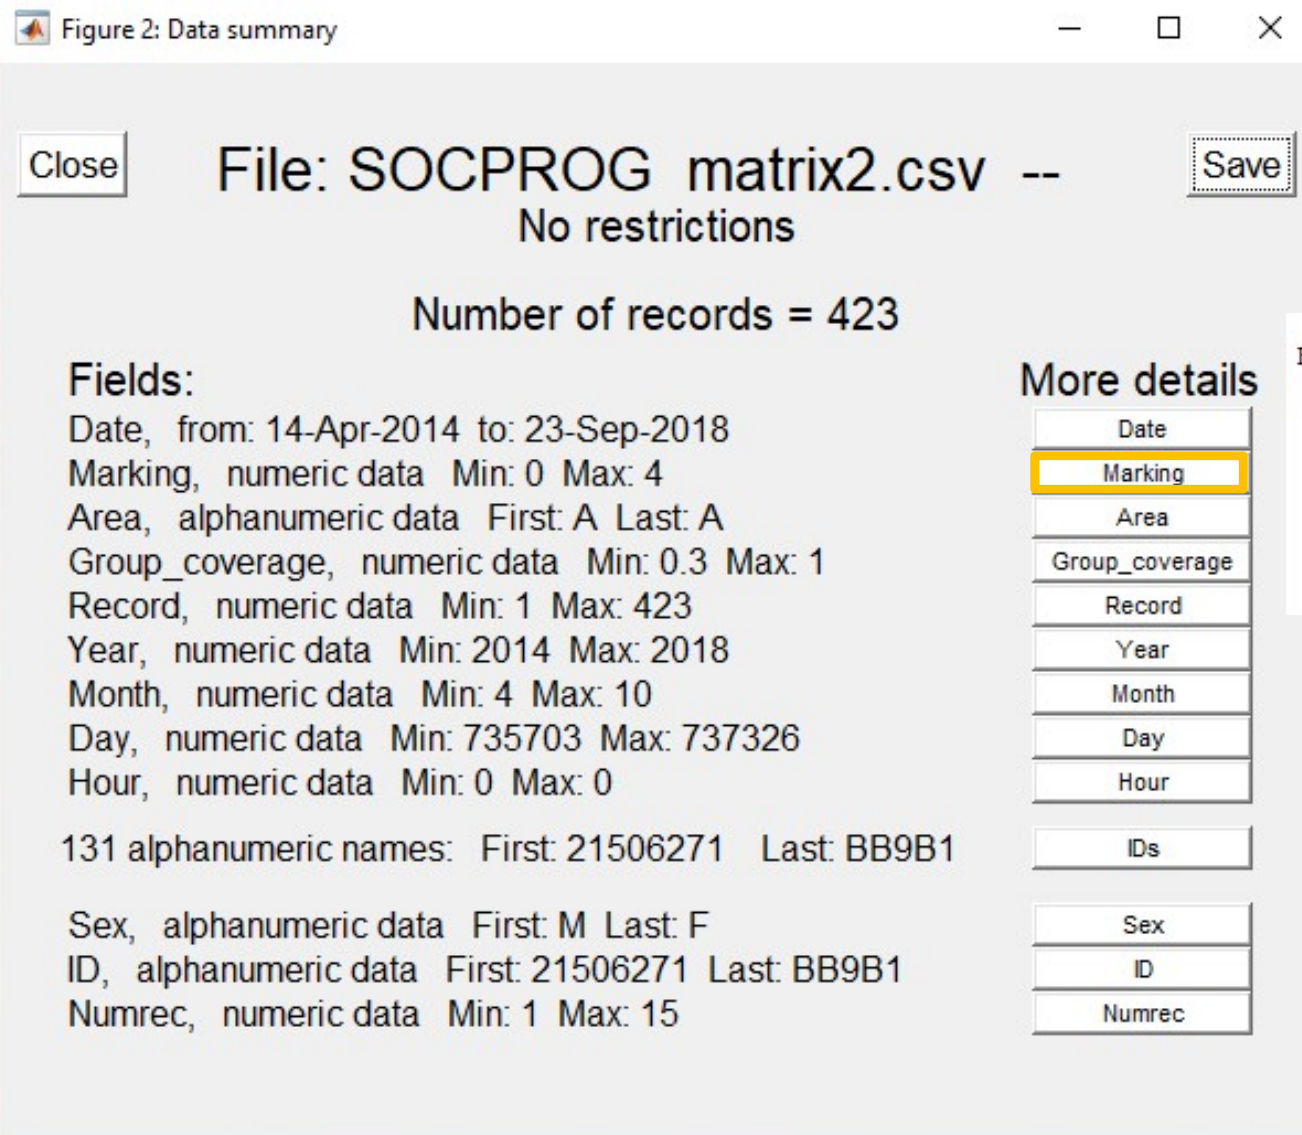 Figure 2: Data summary
Close
File: SOCPROG matrix2.csv --
Save
No restrictions
Number of records = 423
Fields:
More details
Date, from: 14-Apr-2014 to: 23-Sep-2018
Date
Marking, numeric data Min: 0 Max: 4
Marking
Area, alphanumeric data First: A Last: A
Area
Group_coverage, numeric data Min: 0.3 Max: 1
Group_coverage
Record, numeric data Min: 1 Max: 423
Record
Year, numeric data Min: 2014 Max: 2018
Year
Month, numeric data Min: 4 Max: 10
Month
Day, numeric data Min: 735703 Max: 737326
Day
Hour, numeric data Min: 0 Max: 0
Hour
131 alphanumeric names: First: 21506271 Last: BB9B1
IDs
Sex, alphanumeric data First: M Last: F
Sex
ID, alphanumeric data First: 21506271 Last: BB9B1
ID
Numrec, numeric data Min: 1 Max: 15
Numrec